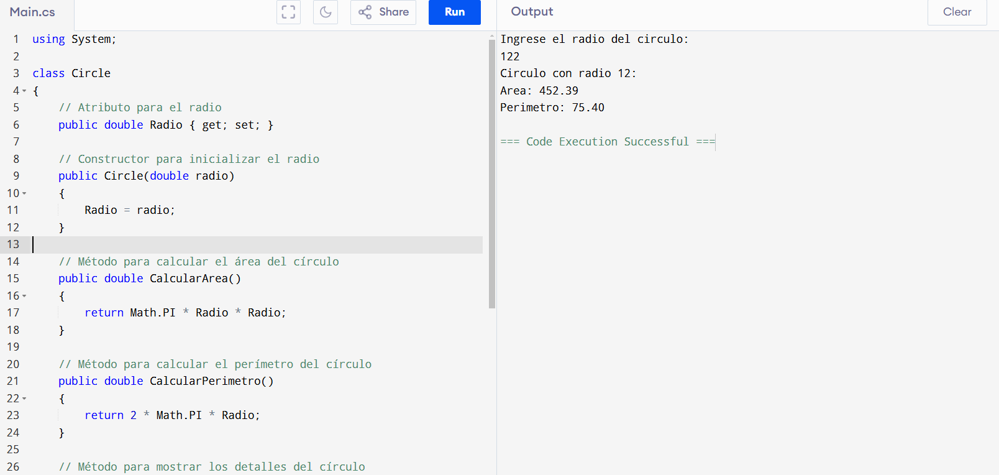 Main.cs
Share
Run
Output
Clear
1 using System;
2
3 class Circle
4 {
5 // Atributo para el radio
6 public double Radio { get; set; }
7
8 // Constructor para inicializar el radio
9 public Circle(double radio)
10 {
11 Radio = radio;
12 }
13
14 // Método para calcular el área del círculo
15 public double CalcularArea()
16 {
17 return Math.PI * Radio * Radio;
18 }
19
20 // Método para calcular el perímetro del círculo
21 public double CalcularPerimetro()
22 {
23 return 2 * Math.PI * Radio;
24 }
25
26 // Método para mostrar los detalles del círculo
Ingrese el radio del circulo:
122
Circulo con radio 12:
Area: 452.39
Perimetro: 75.40
=== Code Execution Successful ===